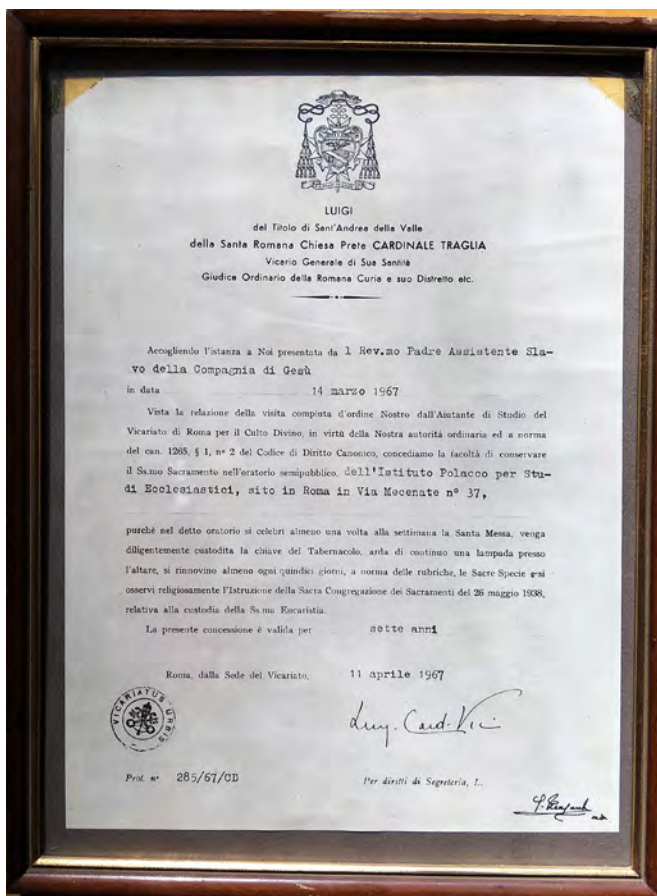 LUIGI
del Titolo di Sant'Andrea della Valle
della Santa Romana Chiesa Prete CARDINALE TRAGLIA
Vicario Generale di Sua Santità
Giudice Ordinario della Romana Curia e suo Distretto etc.
Accogliendo l'istanza a Noi presentata da l Rev.mo Padre Assistente Sla-
vo della Compagnia di Gesù
in data 14 marzo 1967
Vista la relazione della visita compiuta d'ordine Nostro dall'Aiutante di Studio del
Vicariato di Roma per il Culto Divino, in virtù della Nostra autorità ordinaria ed a norma
del can. 1265, § 1, nº 2 del Codice di Diritto Canonico, concediamo la facoltà di conservare
il Ss.mo Sacramento nell'oratorio semipubblico, dell'Istituto Polacco per Stu-
di Ecclesiastici, sito in Roma in Via Mecenate nº 37,
purchè nel detto oratorio si celebri almeno una volta alla settimana la Santa Messa, venga
diligentemente custodita la chiave del Tabernacolo, arda di continuo una lampada presso
l'altare, si rinnovino almeno ogni quindici giorni, a norma delle rubriche, le Sacre Specie e si
osservi religiosamente l'Istruzione della Sacra Congregazione dei Sacramenti del 26 maggio 1938,
relativa alla custodia della Ss.ma Eucaristia.
La presente concessione è valida per sette anni
Roma, dalla Sede del Vicariato, 11 aprile 1967
VICARIATUS URBIS
Luig. Card. Vic
Prot. nº 285/67/CD
Per diritti di Segreteria, L.